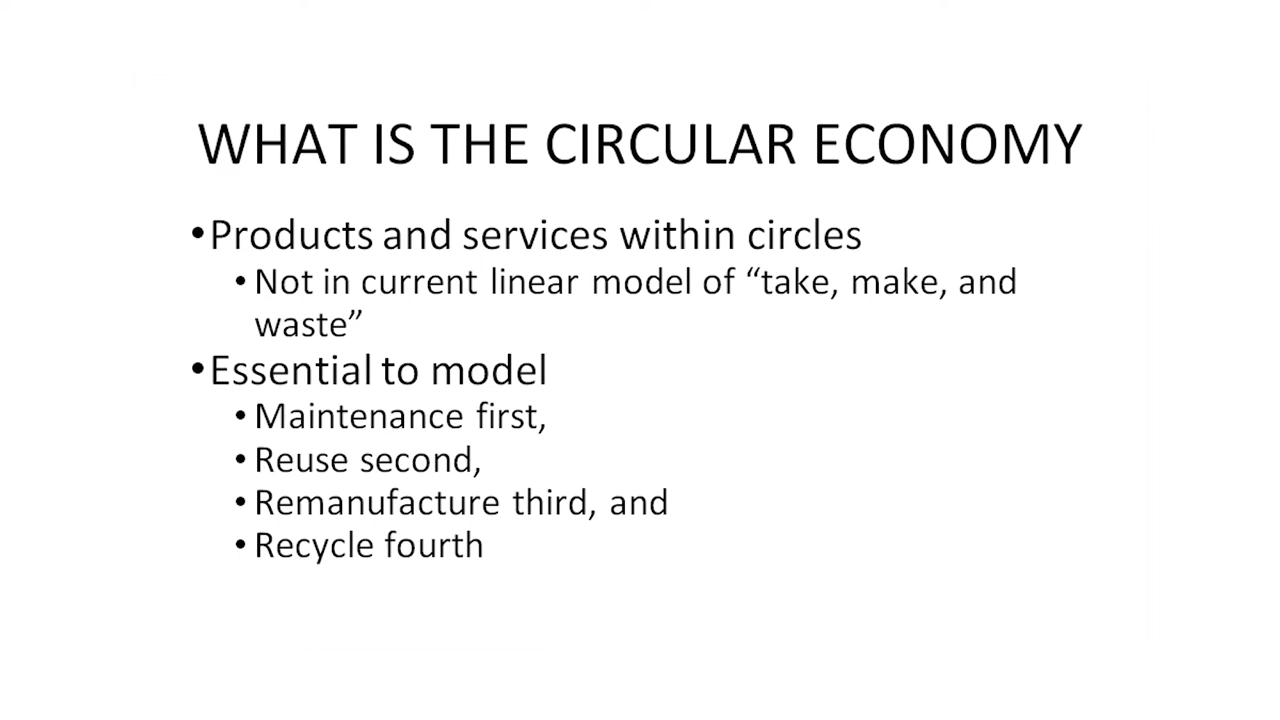 WHAT IS THE CIRCULAR ECONOMY
•Products and services within circles
• Not in current linear model of “take, make, and
waste”
•Essential to model
• Maintenance first,
• Reuse second,
• Remanufacture third, and
• Recycle fourth